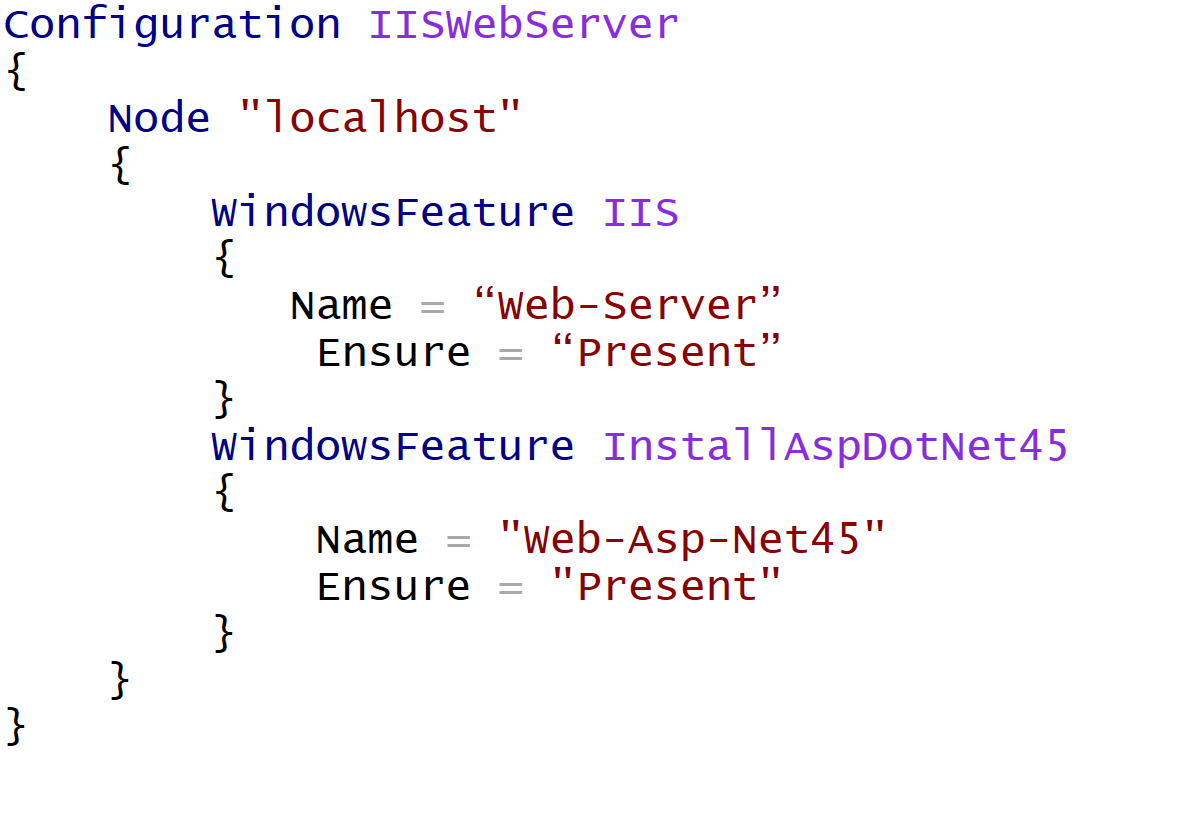 Configuration IISWebServer
{
    Node "localhost"
    {
        WindowsFeature IIS
        {
           Name = “Web-Server”
            Ensure = “Present”
        }
        WindowsFeature InstallAspDotNet45
        {
            Name = "Web-Asp-Net45"
            Ensure = "Present"
        }
    }
}